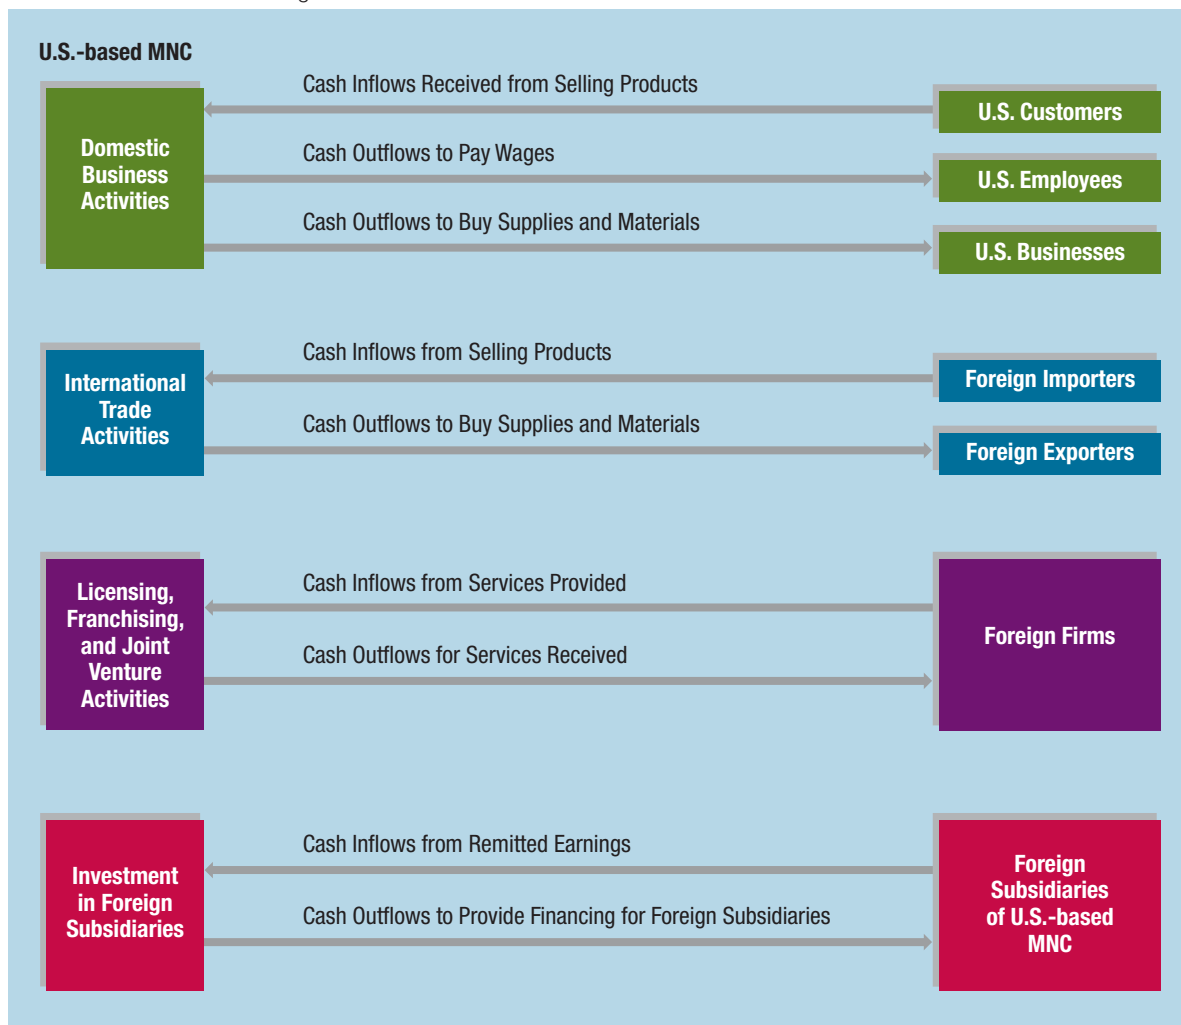 U.S.-based MNC
Cash Inflows Received from Selling Products
U.S. Customers
Domestic
Business
Activities
Cash Outflows to Pay Wages
U.S. Employees
Cash Outflows to Buy Supplies and Materials
U.S. Businesses
Cash Inflows from Selling Products
Foreign Importers
International
Trade
Activities
Cash Outflows to Buy Supplies and Materials
Foreign Exporters
Licensing,
Franchising,
and Joint
Venture
Activities
Cash Inflows from Services Provided
Cash Outflows for Services Received
Foreign Firms
Investment
in Foreign
Subsidiaries
Cash Inflows from Remitted Earnings
Cash Outflows to Provide Financing for Foreign Subsidiaries
Foreign
Subsidiaries
of U.S.-based
MNC